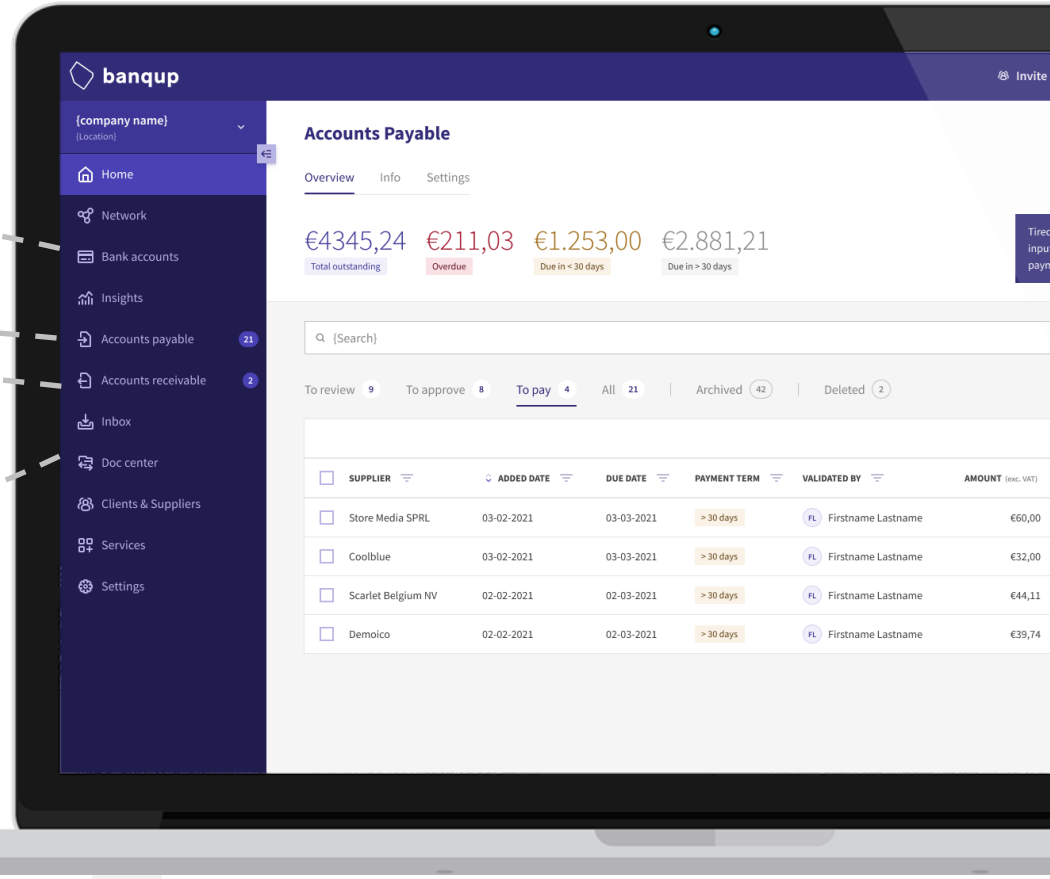 banqup
Invite
{company name}
{Location}
Home
Network
Bank accounts
Insights
Accounts payable 21
Accounts receivable 2
Inbox
Doc center
Clients & Suppliers
Services
Settings
Accounts Payable
Overview Info Settings
€4345,24 €211,03 €1.253,00 €2.881,21
Total outstanding Overdue Due in < 30 days Due in > 30 days
Tired
inpu
paym
{Search}
To review 9 To approve 8 To pay 4 All 21 | Archived 42 | Deleted 2
SUPPLIER ADDED DATE DUE DATE PAYMENT TERM VALIDATED BY AMOUNT (exc. VAT)
Store Media SPRL 03-02-2021 03-03-2021 > 30 days FL Firstname Lastname €60,00
Coolblue 03-02-2021 03-03-2021 > 30 days FL Firstname Lastname €32,00
Scarlet Belgium NV 02-02-2021 02-03-2021 > 30 days FL Firstname Lastname €44,11
Demoico 02-02-2021 02-03-2021 > 30 days FL Firstname Lastname €39,74